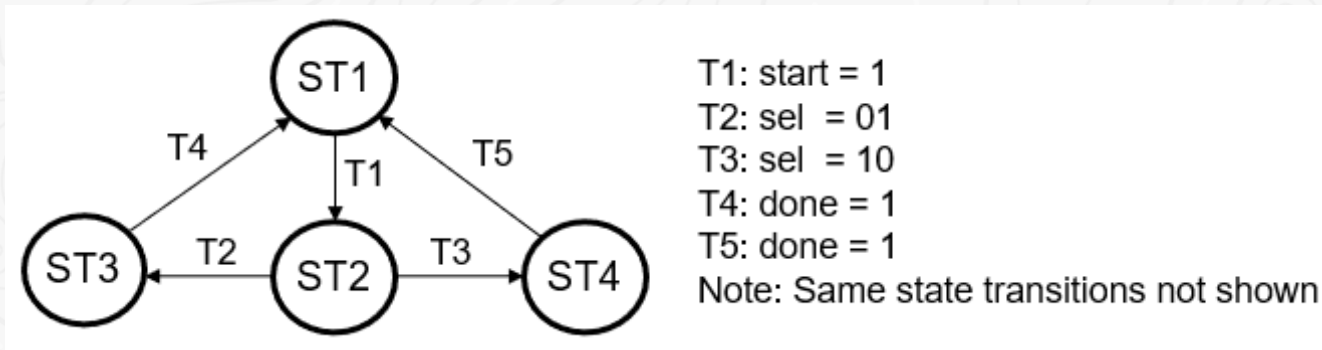 ST1
T4
T5
T1
ST3
T2
ST2
T3
ST4
T1: start = 1
T2: sel = 01
T3: sel = 10
T4: done = 1
T5: done = 1
Note: Same state transitions not shown